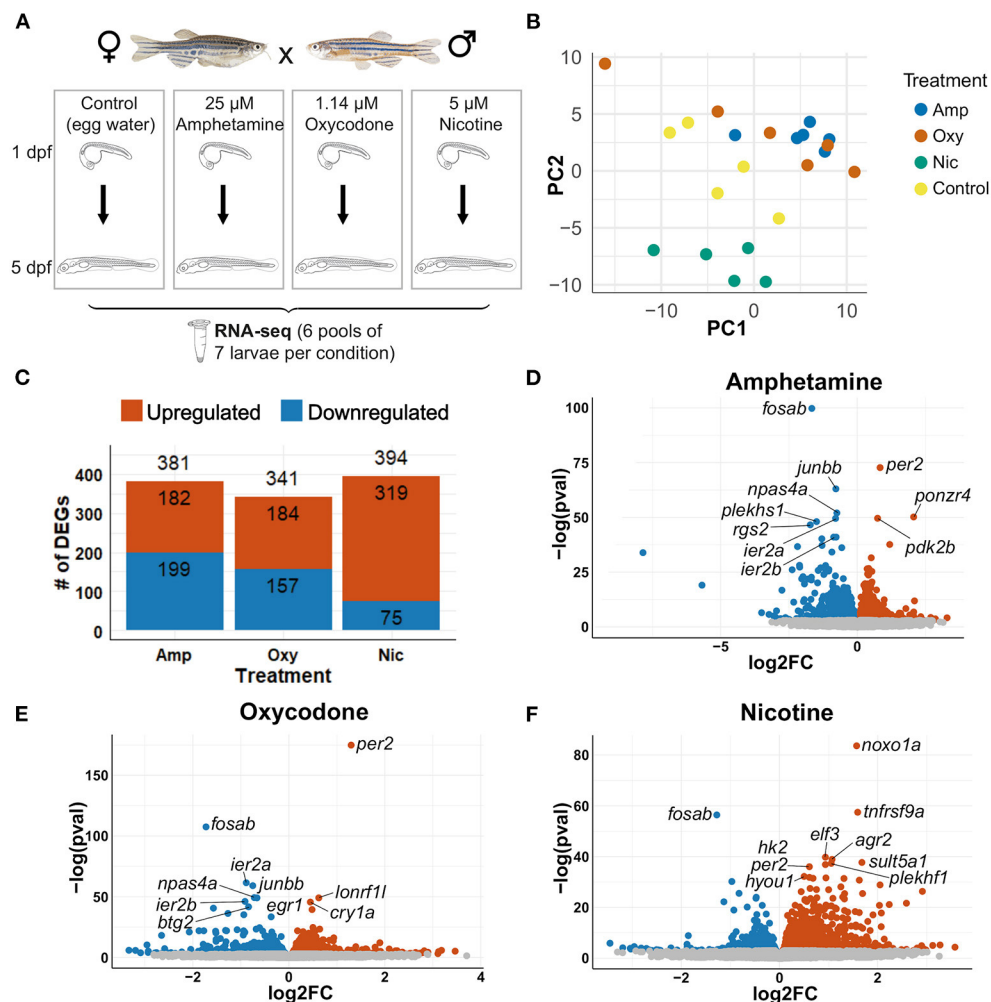 A
♀ X ♂
Control
(egg water)
25 µM
Amphetamine
1.14 µM
Oxycodone
5 µM
Nicotine
1 dpf
5 dpf
RNA-seq (6 pools of
7 larvae per condition)
B
10
5
0
−5
−10
PC2
−10 0 10
PC1
Treatment
Amp
Oxy
Nic
Control
C
Upregulated Downregulated
# of DEGs
400
300
200
100
0
381
182
199
341
184
157
394
319
75
Amp Oxy Nic
Treatment
D
Amphetamine
−log(pval)
100
75
50
25
0
fosab
per2
junbb
npas4a
ponzr4
plekhs1
rgs2
pdk2b
ier2a
ier2b
−5 0
log2FC
E
Oxycodone
−log(pval)
150
100
50
0
per2
fosab
ier2a
npas4a
junbb
lonrf1l
ier2b
egr1
cry1a
btg2
−2 0 2 4
log2FC
F
Nicotine
−log(pval)
80
60
40
20
0
noxo1a
fosab
tnfrsf9a
elf3
agr2
hk2
per2
sult5a1
hyou1
plekhf1
−2 0 2
log2FC